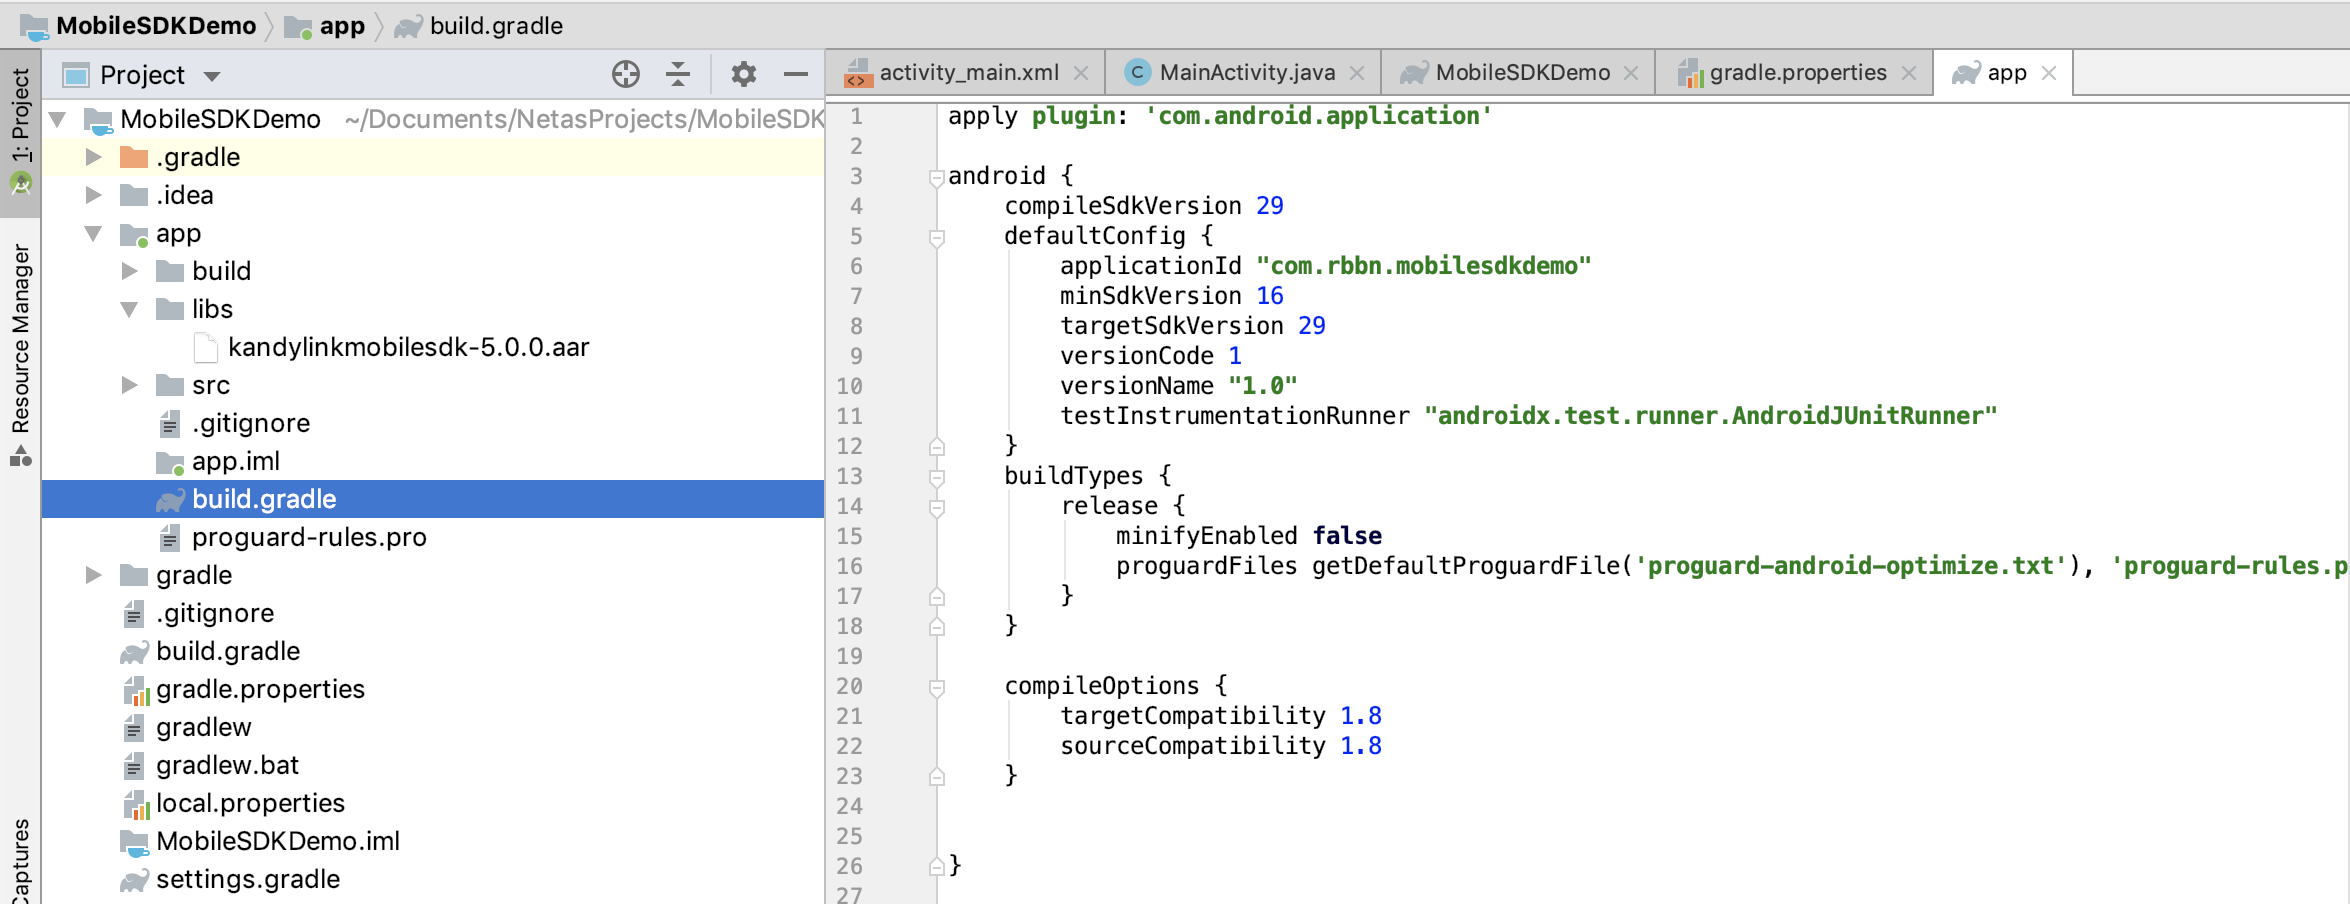 MobileSDKDemo app build.gradle
1: Project
Resource Manager
Captures
Project
MobileSDKDemo ~/Documents/NetasProjects/MobileSDK
.gradle
.idea
app
build
libs
kandylinkmobilesdk-5.0.0.aar
src
.gitignore
app.iml
build.gradle
proguard-rules.pro
gradle
.gitignore
build.gradle
gradle.properties
gradlew
gradlew.bat
local.properties
MobileSDKDemo.iml
settings.gradle
activity_main.xml MainActivity.java MobileSDKDemo gradle.properties app
1 apply plugin: 'com.android.application'
2
3 android {
4 compileSdkVersion 29
5 defaultConfig {
6 applicationId "com.rbbn.mobilesdkdemo"
7 minSdkVersion 16
8 targetSdkVersion 29
9 versionCode 1
10 versionName "1.0"
11 testInstrumentationRunner "androidx.test.runner.AndroidJUnitRunner"
12 }
13 buildTypes {
14 release {
15 minifyEnabled false
16 proguardFiles getDefaultProguardFile('proguard-android-optimize.txt'), 'proguard-rules.p
17 }
18 }
19
20 compileOptions {
21 targetCompatibility 1.8
22 sourceCompatibility 1.8
23 }
24
25
26 }
27